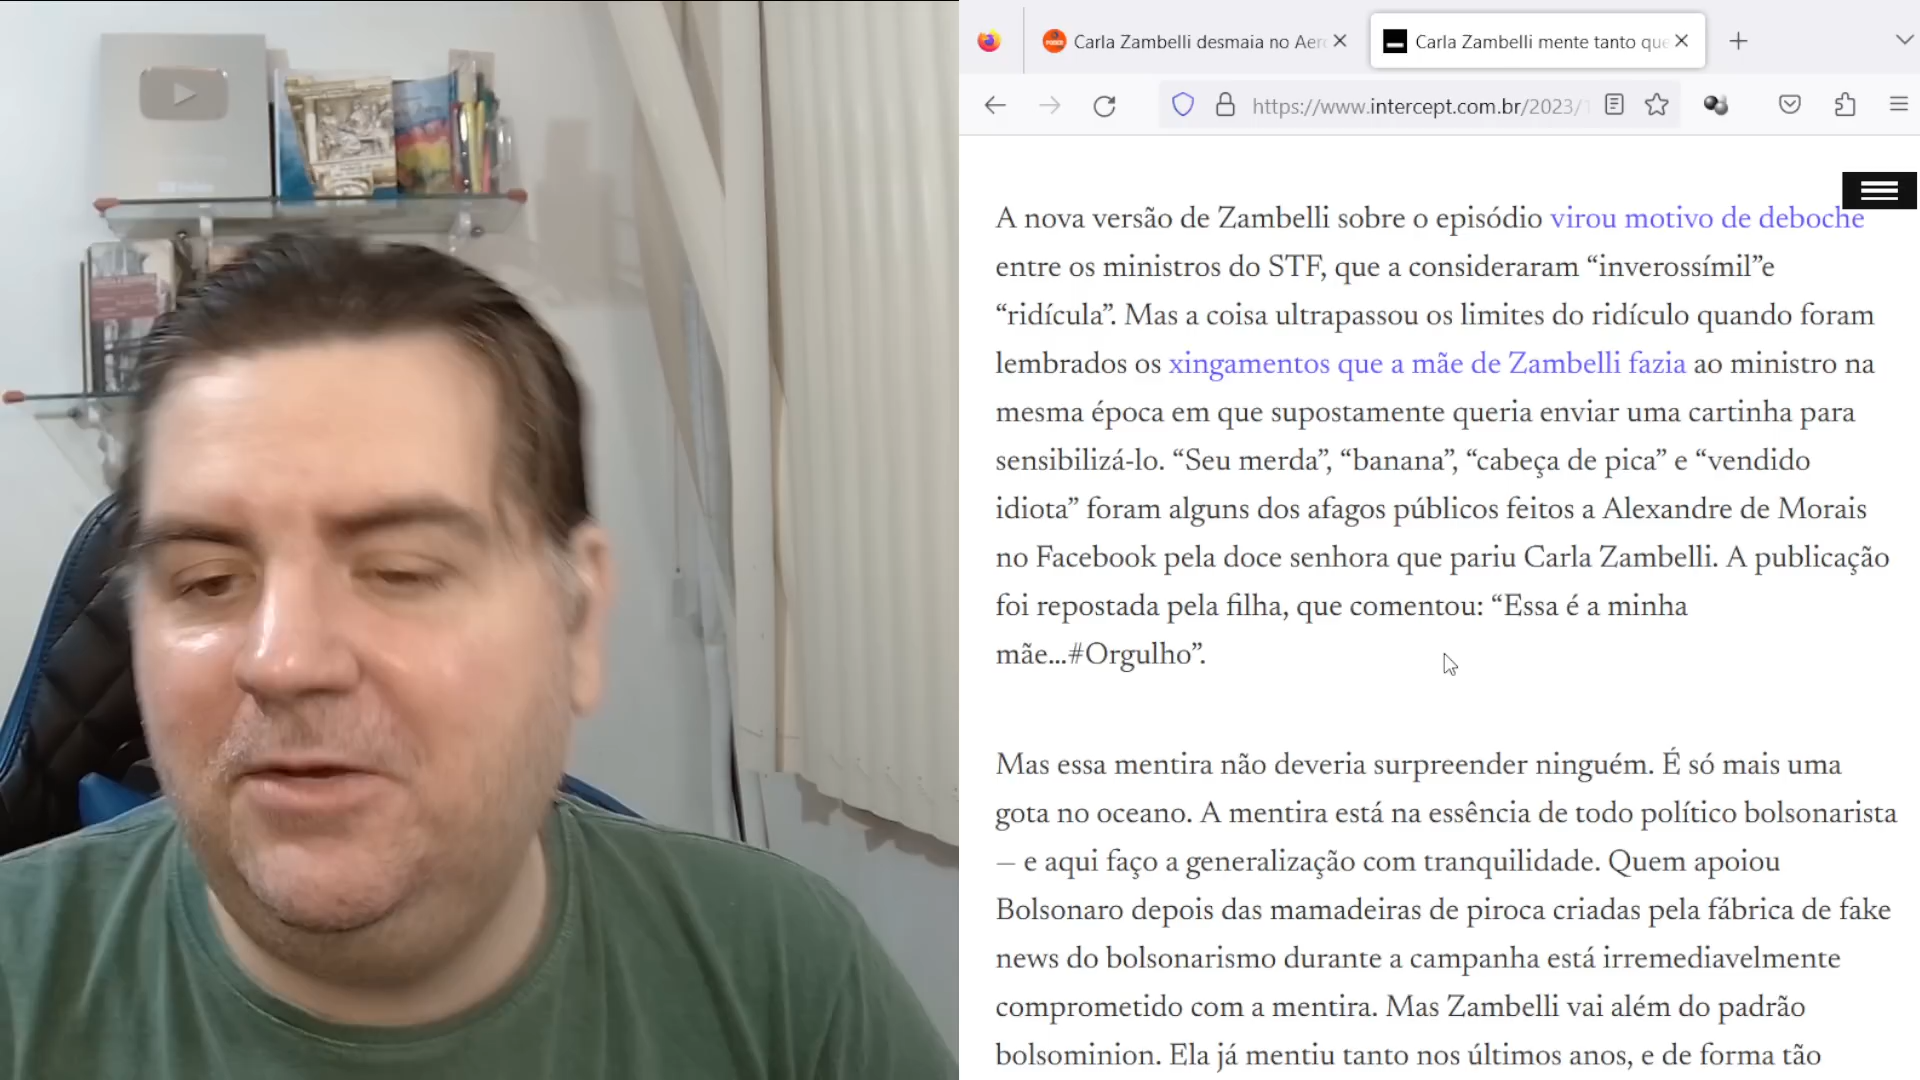 Carla Zambelli desmaia no Aer
Carla Zambelli mente tanto que
https://www.intercept.com.br/2023/
A nova versão de Zambelli sobre o episódio virou motivo de deboche
entre os ministros do STF, que a consideraram “inverossímil”e
“ridícula”. Mas a coisa ultrapassou os limites do ridículo quando foram
lembrados os xingamentos que a mãe de Zambelli fazia ao ministro na
mesma época em que supostamente queria enviar uma cartinha para
sensibilizá-lo. “Seu merda”, “banana”, “cabeça de pica” e “vendido
idiota” foram alguns dos afagos públicos feitos a Alexandre de Morais
no Facebook pela doce senhora que pariu Carla Zambelli. A publicação
foi repostada pela filha, que comentou: “Essa é a minha
mãe...#Orgulho”.
Mas essa mentira não deveria surpreender ninguém. É só mais uma
gota no oceano. A mentira está na essência de todo político bolsonarista
— e aqui faço a generalização com tranquilidade. Quem apoiou
Bolsonaro depois das mamadeiras de piroca criadas pela fábrica de fake
news do bolsonarismo durante a campanha está irremediavelmente
comprometido com a mentira. Mas Zambelli vai além do padrão
bolsominion. Ela já mentiu tanto nos últimos anos, e de forma tão